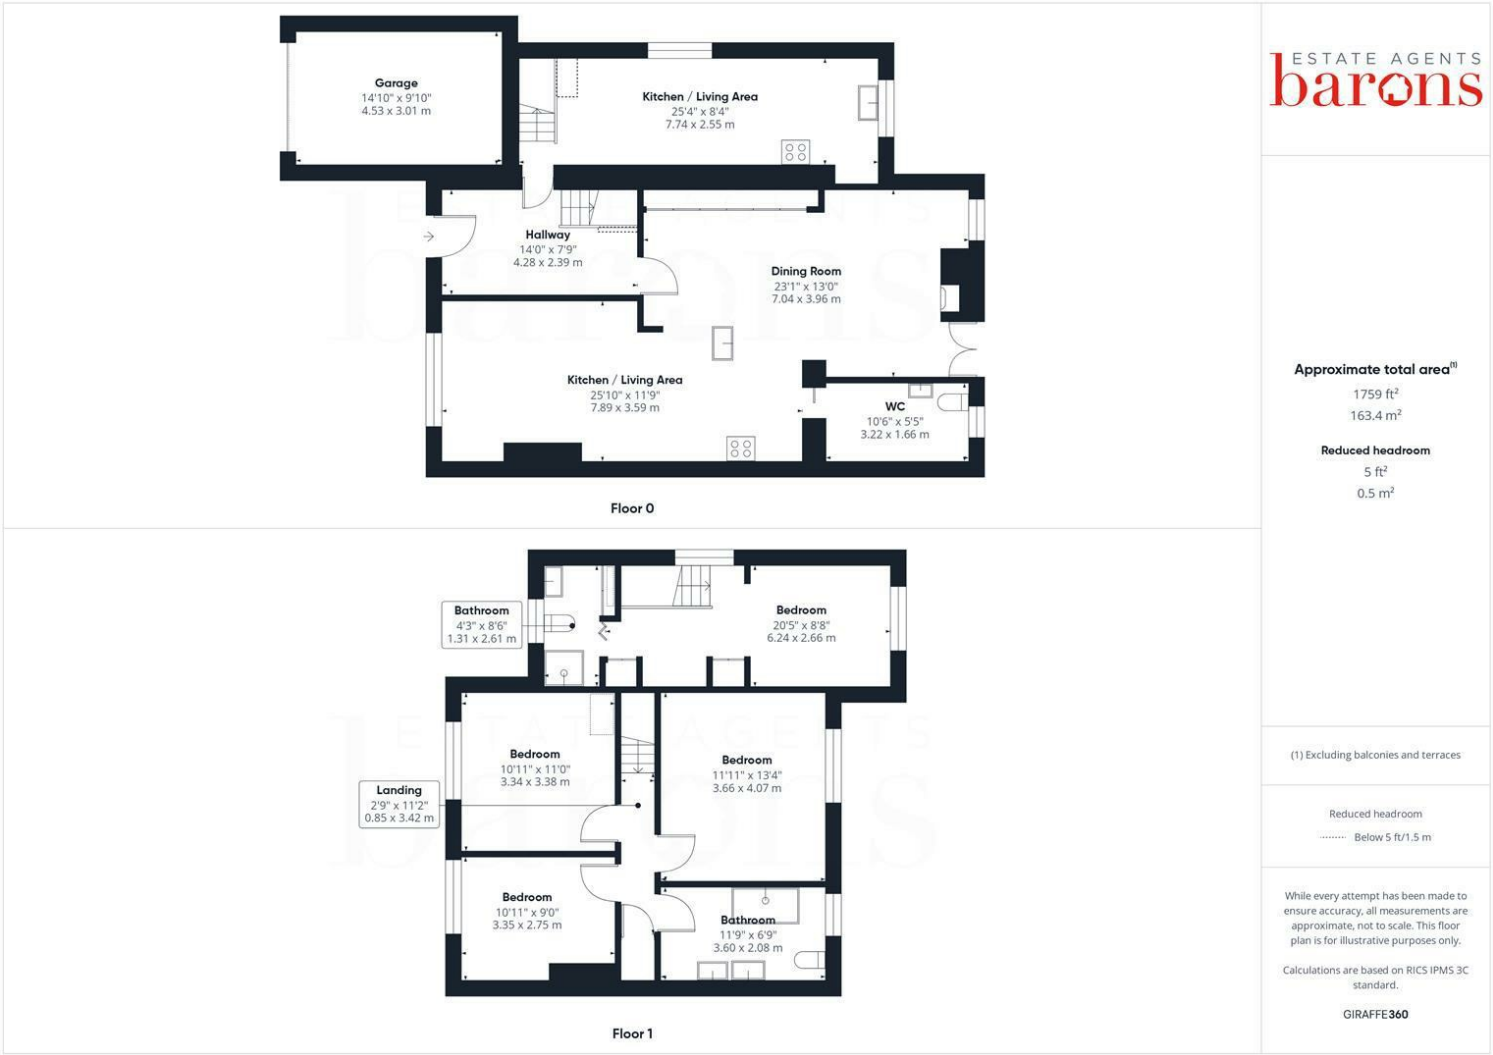 Garage
14'10" x 9'10"
4.53 x 3.01 m
Kitchen / Living Area
25'4" x 8'4"
7.74 x 2.55 m
Hallway
14'0" x 7'9"
4.28 x 2.39 m
Dining Room
23'1" x 13'0"
7.04 x 3.96 m
Kitchen / Living Area
25'10" x 11'9"
7.89 x 3.59 m
WC
10'6" x 5'5"
3.22 x 1.66 m
Floor 0
ESTATE AGENTS
barons
Bathroom
4'3" x 8'6"
1.31 x 2.61 m
Bedroom
20'5" x 8'8"
6.24 x 2.66 m
Bedroom
10'11" x 11'0"
3.34 x 3.38 m
Bedroom
11'11" x 13'4"
3.66 x 4.07 m
Landing
2'9" x 11'2"
0.85 x 3.42 m
Bedroom
10'11" x 9'0"
3.35 x 2.75 m
Bathroom
11'9" x 6'9"
3.60 x 2.08 m
Floor 1
ESTATE AGENTS
barons
ESTATE AGENTS
barons
Approximate total area(1)
1759 ft²
163.4 m²
Reduced headroom
5 ft²
0.5 m²
(1) Excluding balconies and terraces
Reduced headroom
Below 5 ft/1.5 m
While every attempt has been made to
ensure accuracy, all measurements are
approximate, not to scale. This floor
plan is for illustrative purposes only.
Calculations are based on RICS IPMS 3C
standard.
GIRAFFE360